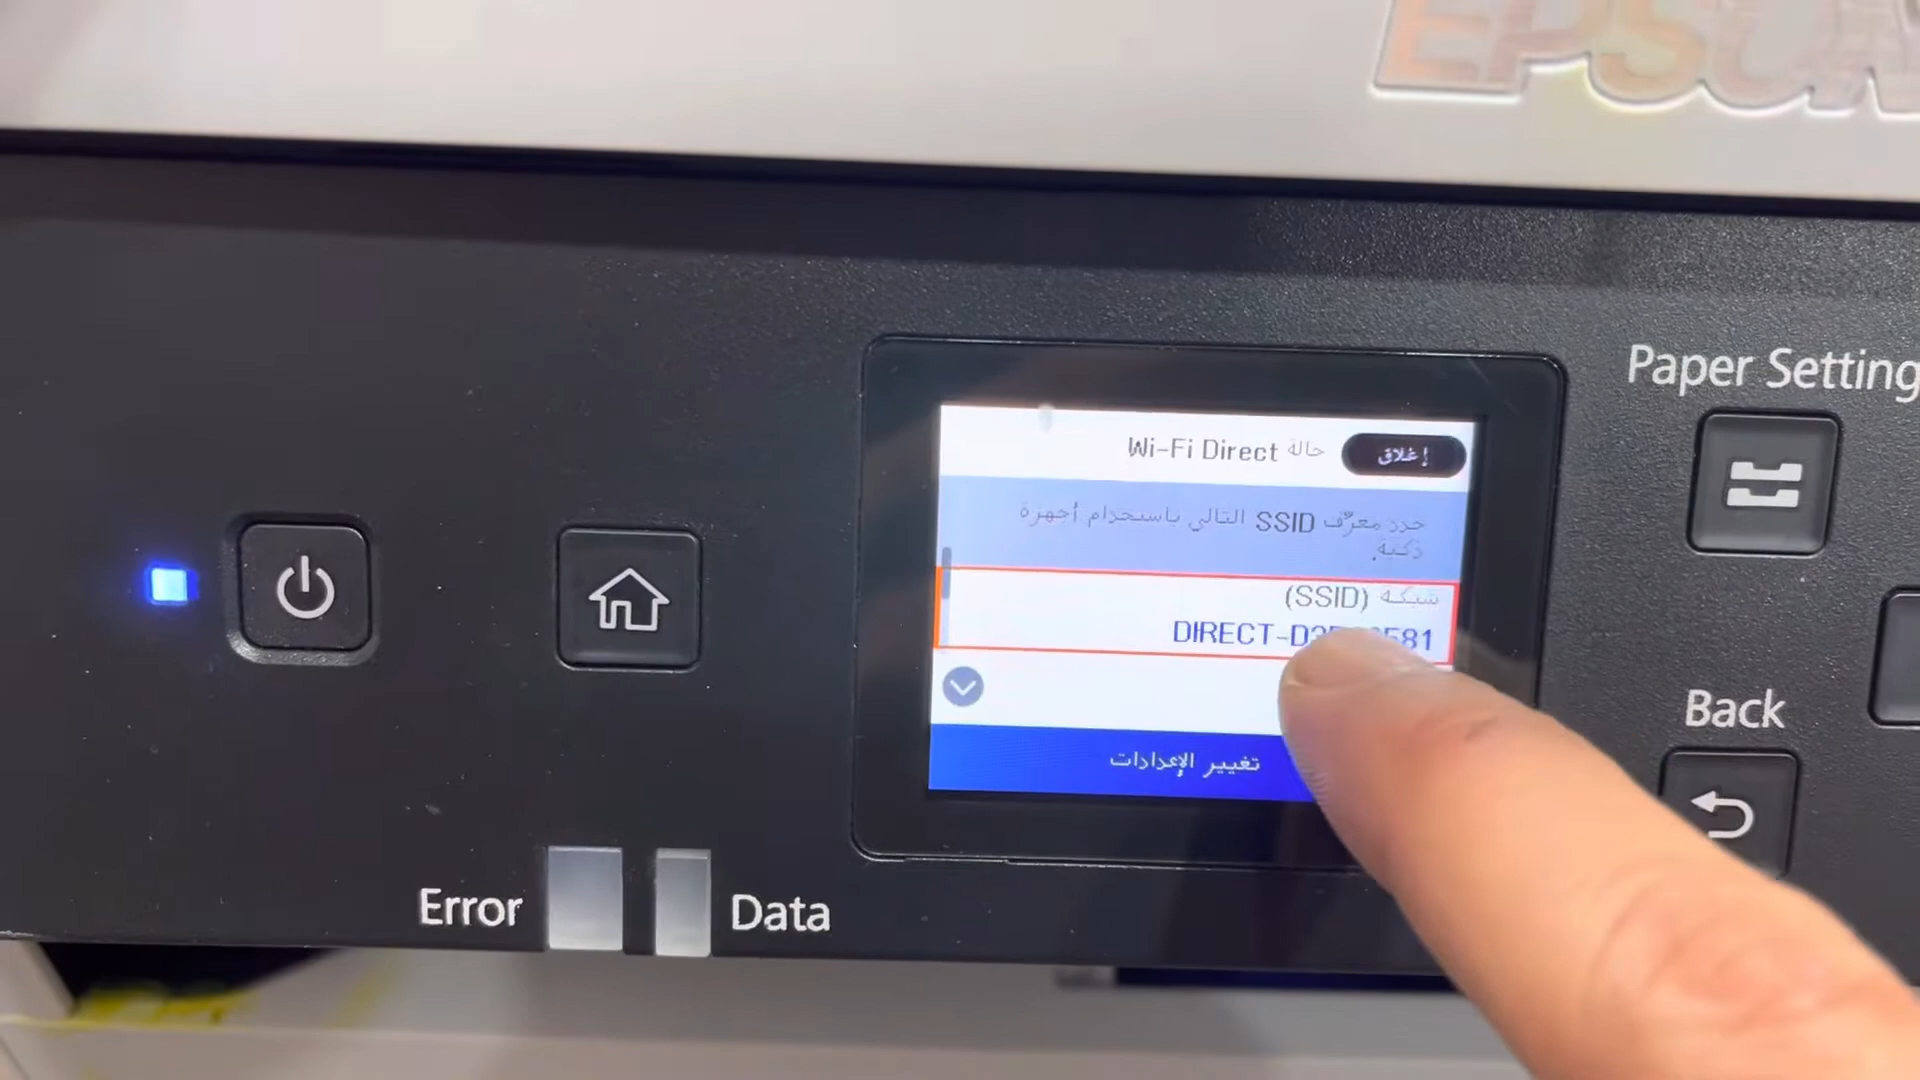 EPSON
Paper Setting
إغلاق
حالة Wi-Fi Direct
حدد معرّف SSID التالي باستخدام أجهزة
ذكية.
شبكة (SSID)
تغيير الإعدادات
Back
Error
Data